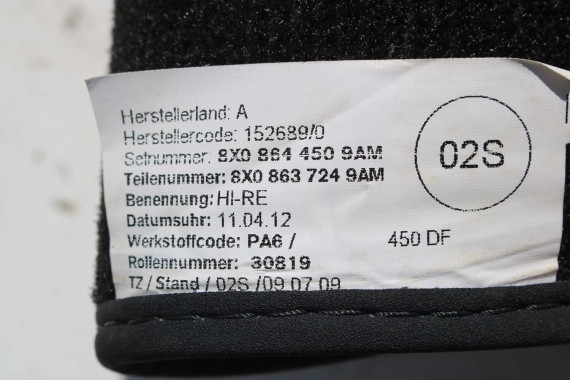 Herstellerland: A
Herstellercode: 152689/0
Setnummer: 8X0 864 450 9AM
Teilenummer: 8X0 863 724 9AM
Benennung: HI-RE
Datumsuhr: 11.04.12
Werkstoffcode: PA6 / 450 DF
Rollennummer: 30819
TZ / Stand / 02S /09.07.09
02S